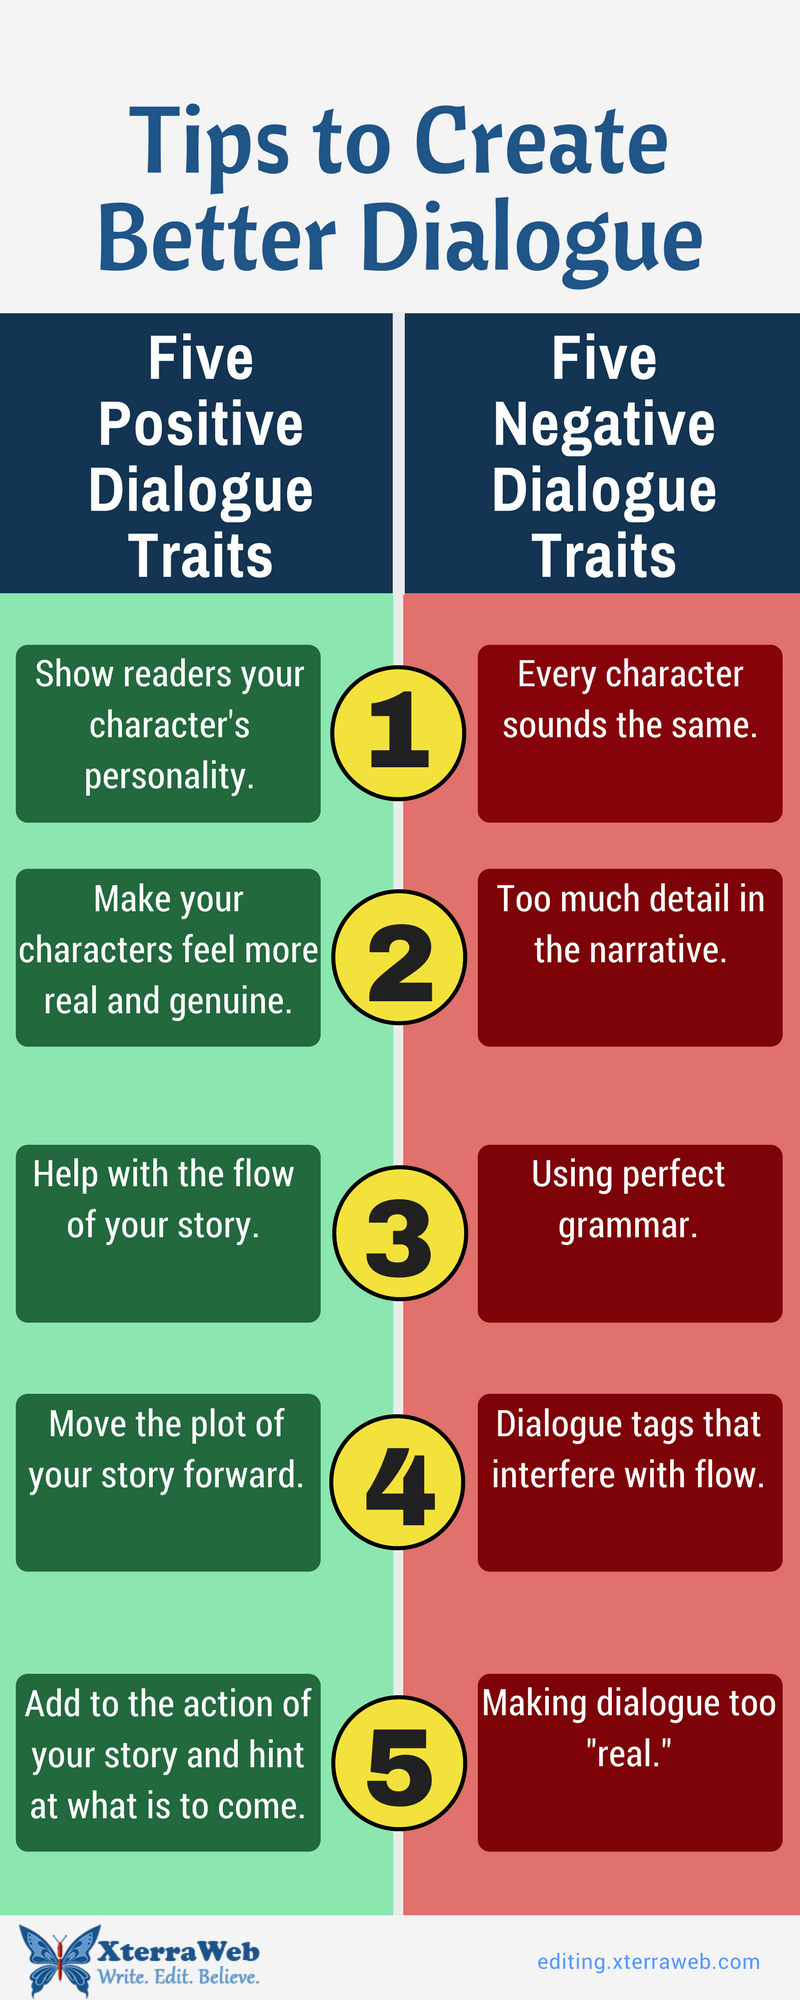 Tips to Create
Better Dialogue
Five
Positive
Dialogue
Traits
Five
Negative
Dialogue
Traits
Show readers your
character's
personality.
1
Every character
sounds the same.
Make your
characters feel more
real and genuine.
2
Too much detail in
the narrative.
Help with the flow
of your story.
3
Using perfect
grammar.
Move the plot of
your story forward.
4
Dialogue tags that
interfere with flow.
Add to the action of
your story and hint
at what is to come.
5
Making dialogue too
"real."
XterraWeb
Write. Edit. Believe.
editing.xterraweb.com